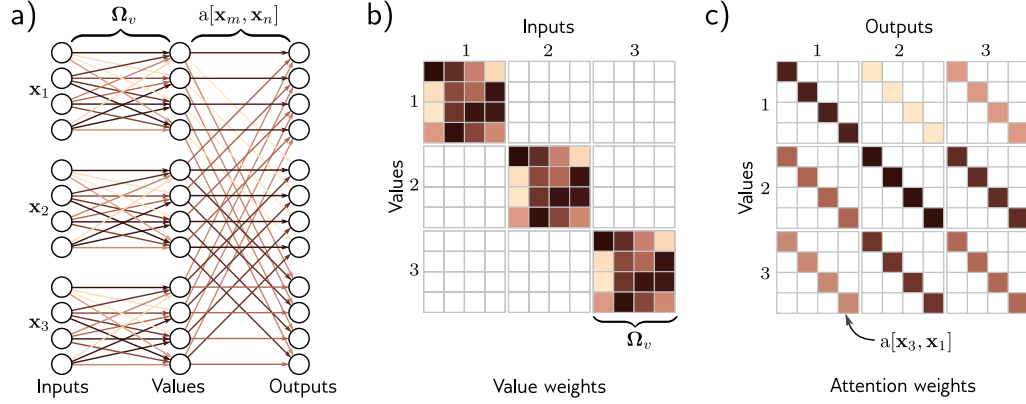 a)
Ω_v
a[x_m, x_n]
x_1
x_2
x_3
Inputs
Values
Outputs
b)
Inputs
1
2
3
Values
1
2
3
Ω_v
Value weights
c)
Outputs
1
2
3
Values
1
2
3
a[x_3, x_1]
Attention weights